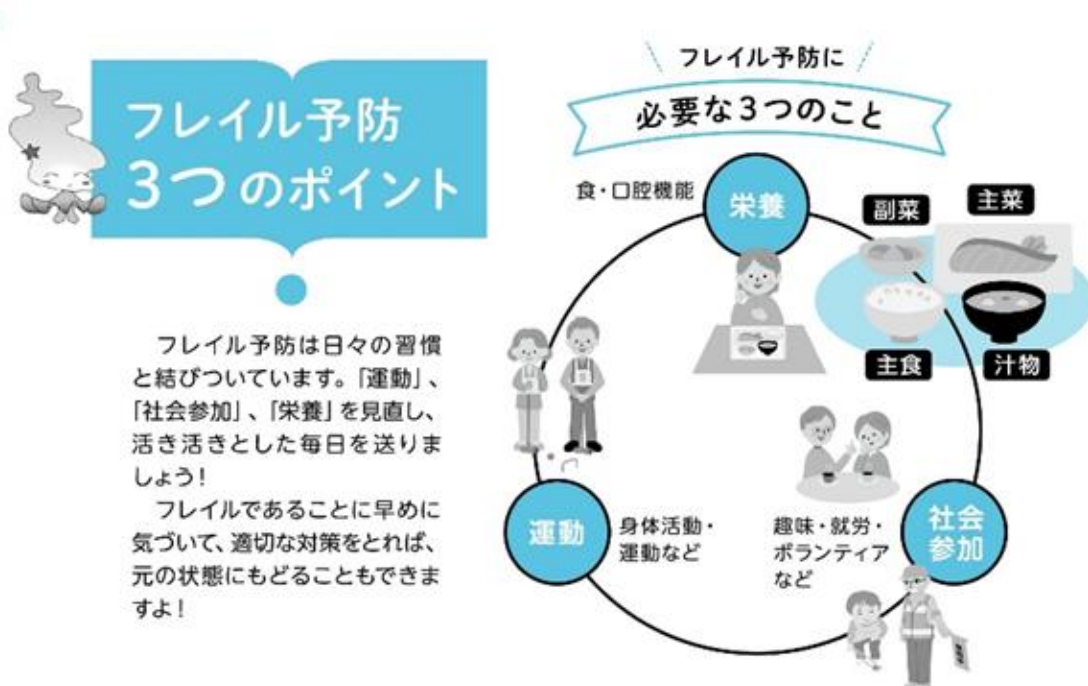 フレイル予防
3つのポイント
フレイル予防は日々の習慣
と結びついています。「運動」、
「社会参加」、「栄養」を見直し、
活き活きとした毎日を送りま
しょう!
フレイルであることに早めに
気づいて、適切な対策をとれば、
元の状態にもどることもできま
すよ!
フレイル予防に
必要な3つのこと
食・口腔機能
栄養
副菜
主菜
主食
汁物
運動
身体活動・
運動など
趣味・就労・
ボランティア
など
社会
参加